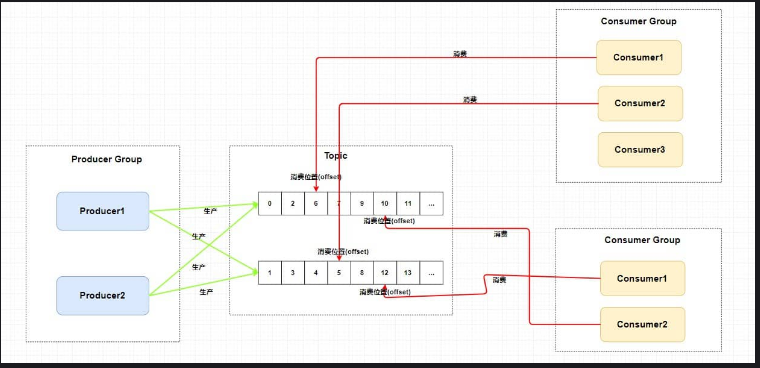 Consumer Group
Consumer1
消费
Consumer2
消费
Consumer3
Producer Group
Topic
消费位置(offset)
Producer1
生产
0 2 6 7 9 10 11 ...
消费位置(offset)
生产
消费
Consumer Group
消费位置(offset)
生产
1 3 4 5 8 12 13 ...
消费
Consumer1
Producer2
生产
消费位置(offset)
Consumer2